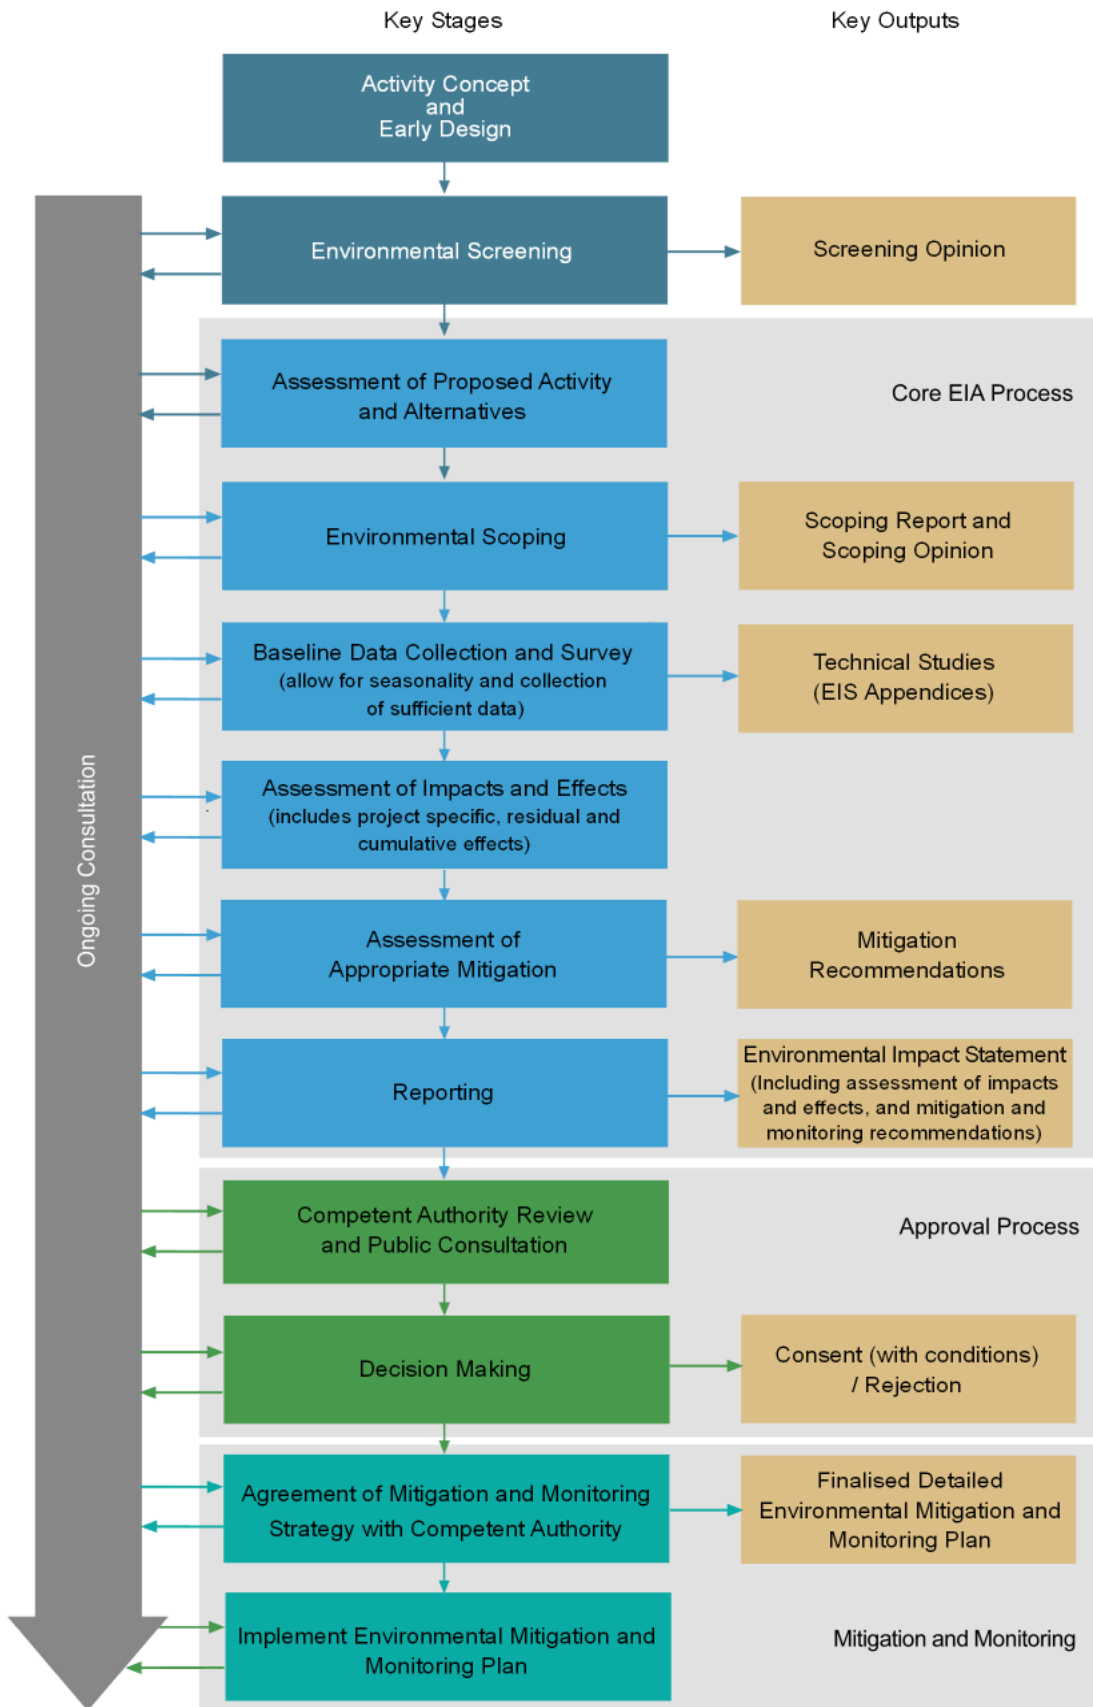 Key Stages
Key Outputs
Activity Concept
and
Early Design
Environmental Screening
Screening Opinion
Core EIA Process
Assessment of Proposed Activity
and Alternatives
Environmental Scoping
Scoping Report and
Scoping Opinion
Baseline Data Collection and Survey
(allow for seasonality and collection
of sufficient data)
Technical Studies
(EIS Appendices)
Assessment of Impacts and Effects
(includes project specific, residual and
cumulative effects)
Ongoing Consultation
Assessment of
Appropriate Mitigation
Mitigation
Recommendations
Reporting
Environmental Impact Statement
(Including assessment of impacts
and effects, and mitigation and
monitoring recommendations)
Competent Authority Review
and Public Consultation
Approval Process
Decision Making
Consent (with conditions)
/ Rejection
Agreement of Mitigation and Monitoring
Strategy with Competent Authority
Finalised Detailed
Environmental Mitigation and
Monitoring Plan
Implement Environmental Mitigation and
Monitoring Plan
Mitigation and Monitoring